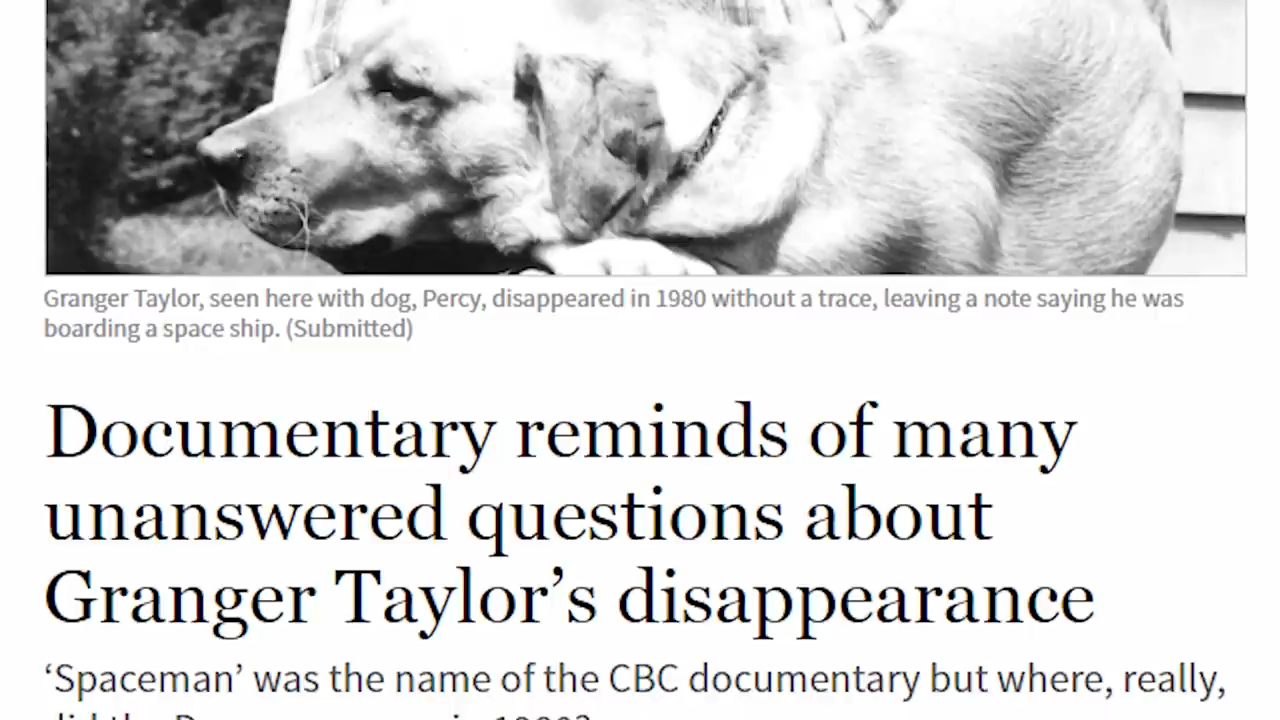 Granger Taylor, seen here with dog, Percy, disappeared in 1980 without a trace, leaving a note saying he was
boarding a space ship. (Submitted)
Documentary reminds of many
unanswered questions about
Granger Taylor’s disappearance
‘Spaceman’ was the name of the CBC documentary but where, really,